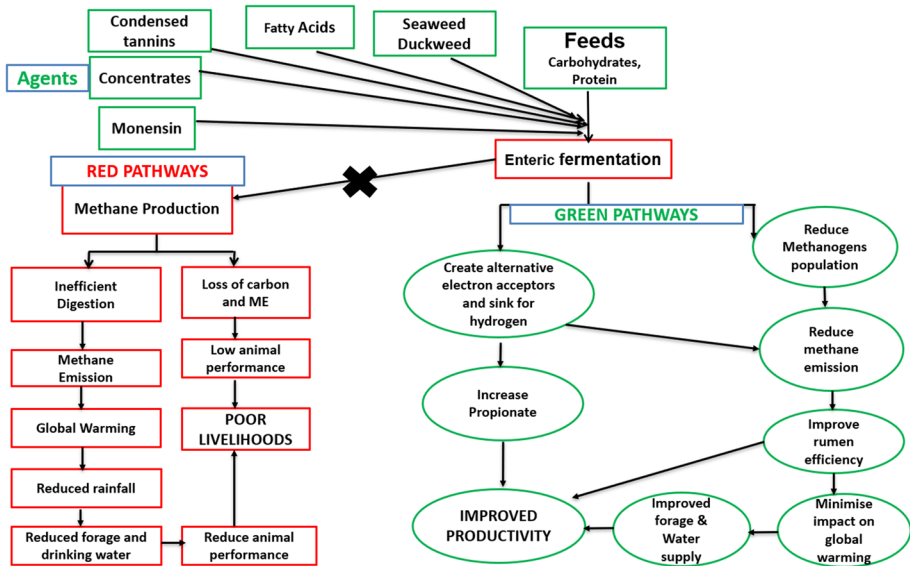 Condensed
tannins
Fatty Acids
Seaweed
Duckweed
Feeds
Carbohydrates,
Protein
Agents
Concentrates
Monensin
Enteric fermentation
RED PATHWAYS
Methane Production
GREEN PATHWAYS
Inefficient
Digestion
Loss of carbon
and ME
Methane
Emission
Low animal
performance
Global Warming
POOR
LIVELIHOODS
Reduced rainfall
Reduced forage and
drinking water
Reduce animal
performance
Create alternative
electron acceptors
and sink for
hydrogen
Reduce
Methanogens
population
Reduce
methane
emission
Increase
Propionate
Improve
rumen
efficiency
IMPROVED
PRODUCTIVITY
Improved
forage &
Water
supply
Minimise
impact on
global
warming